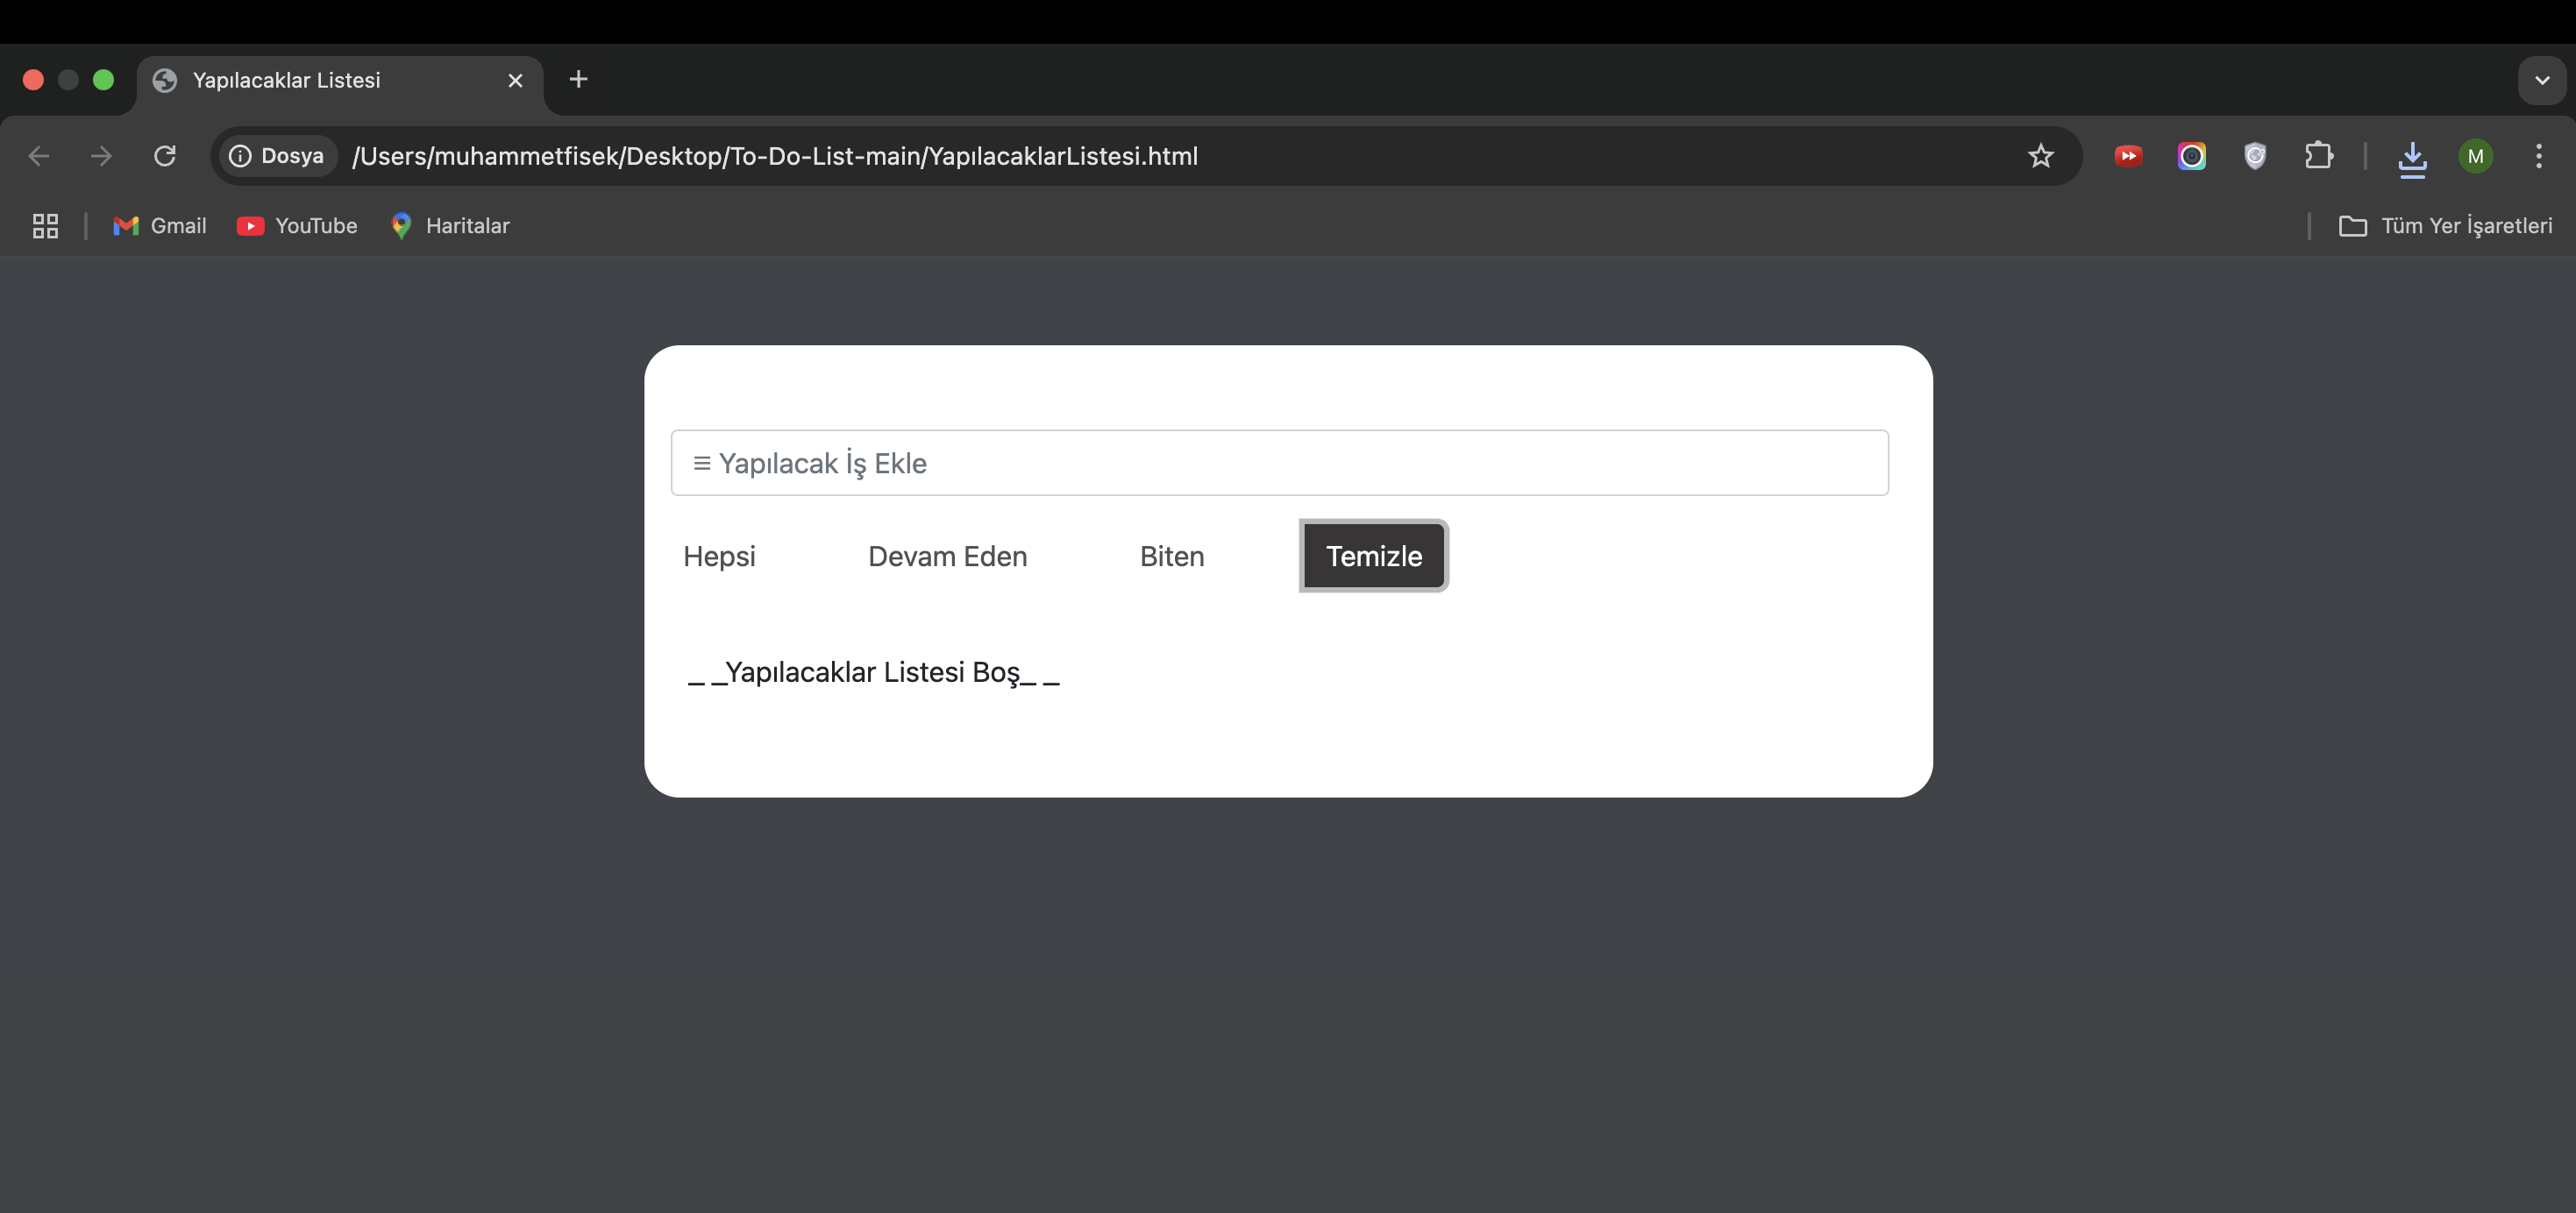 Yapılacaklar Listesi
Dosya /Users/muhammetfisek/Desktop/To-Do-List-main/YapılacaklarListesi.html
M
Gmail YouTube Haritalar Tüm Yer İşaretleri
≡ Yapılacak İş Ekle
Hepsi Devam Eden Biten Temizle
_ _Yapılacaklar Listesi Boş_ _